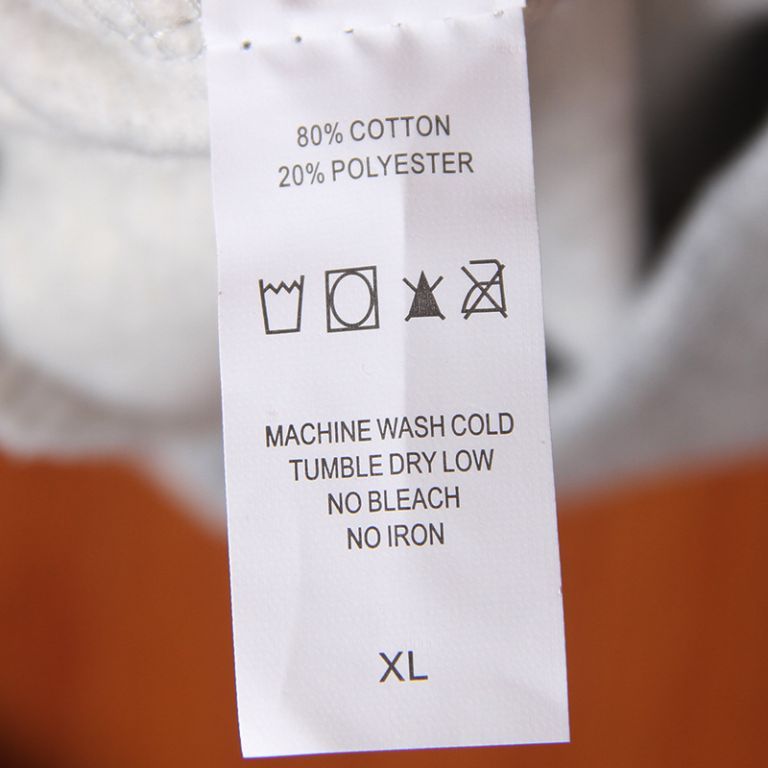 80% COTTON
20% POLYESTER
MACHINE WASH COLD
TUMBLE DRY LOW
NO BLEACH
NO IRON
XL